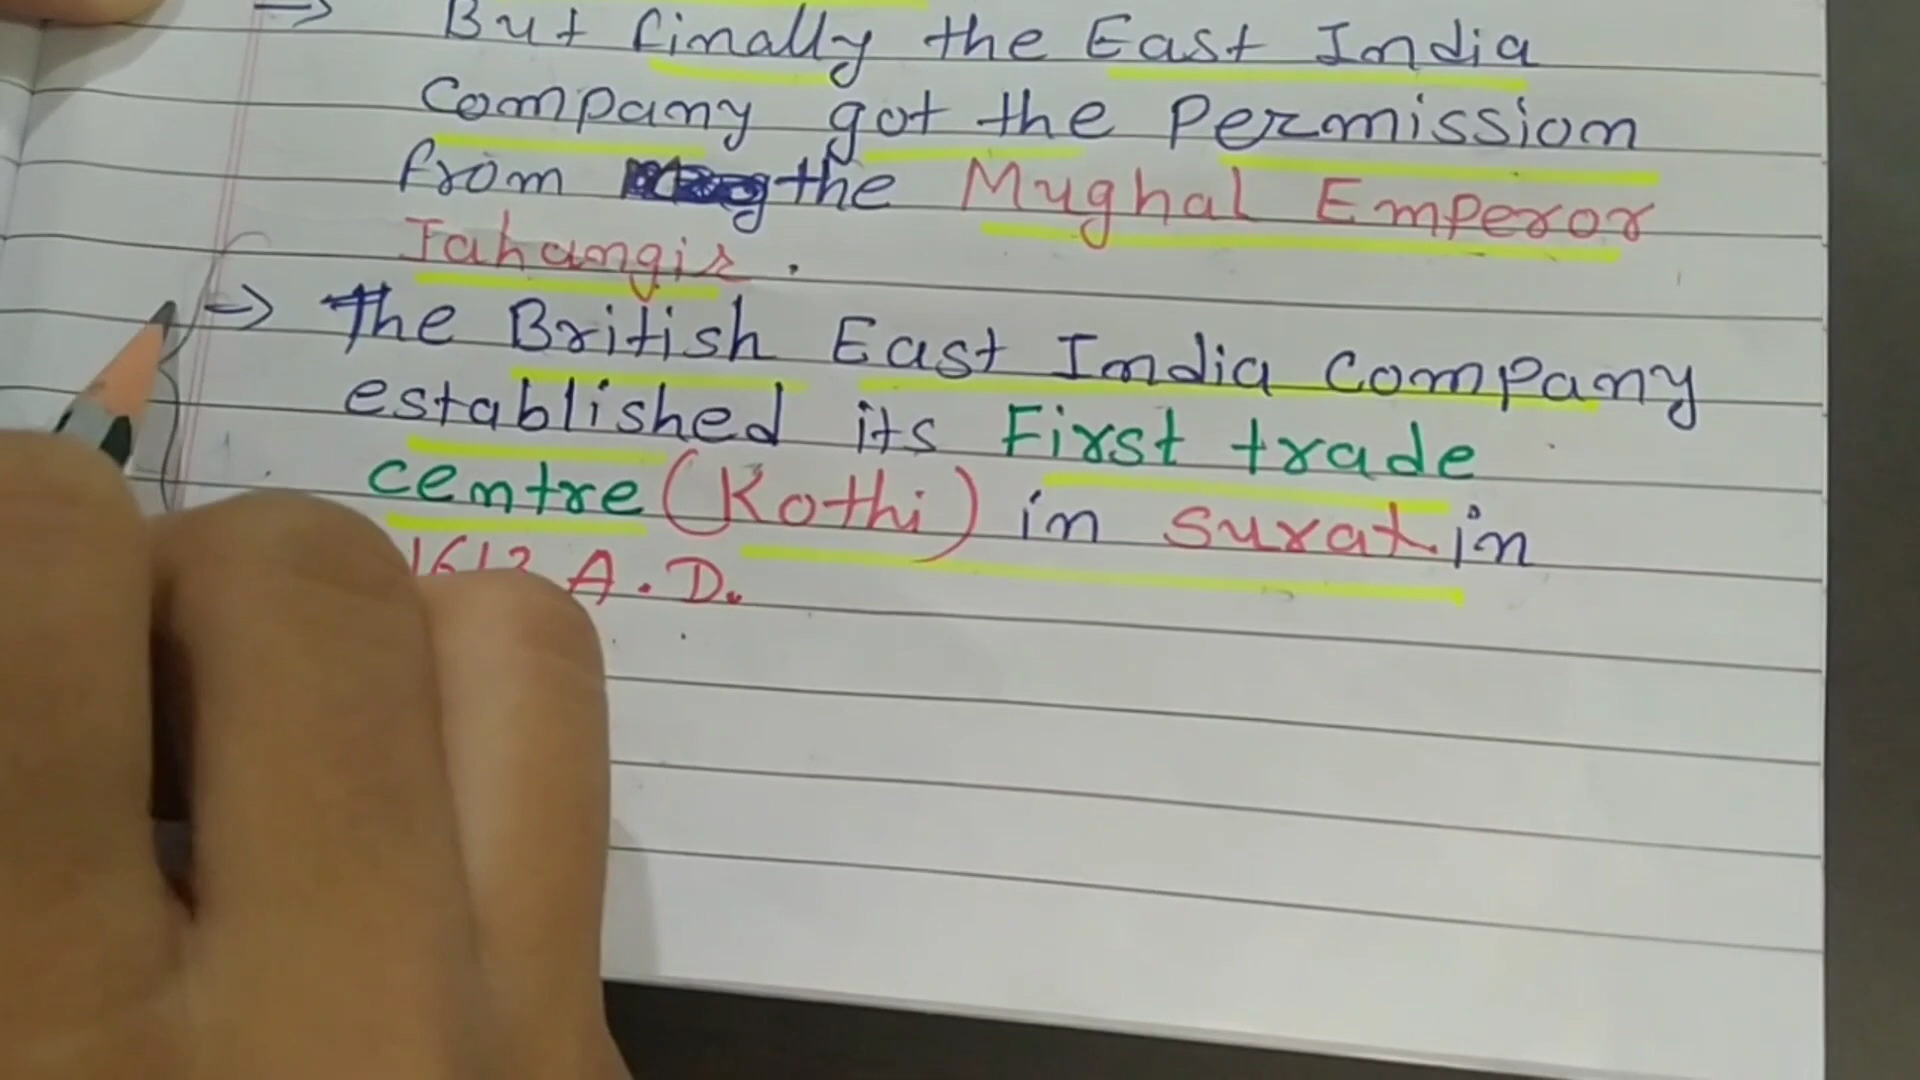 → But finally the East India
Company got the Permission
from the Mughal Emperor
Jahangir.
→ The British East India Company
established its First trade
centre (Kothi) in Surat in
1613 A.D.